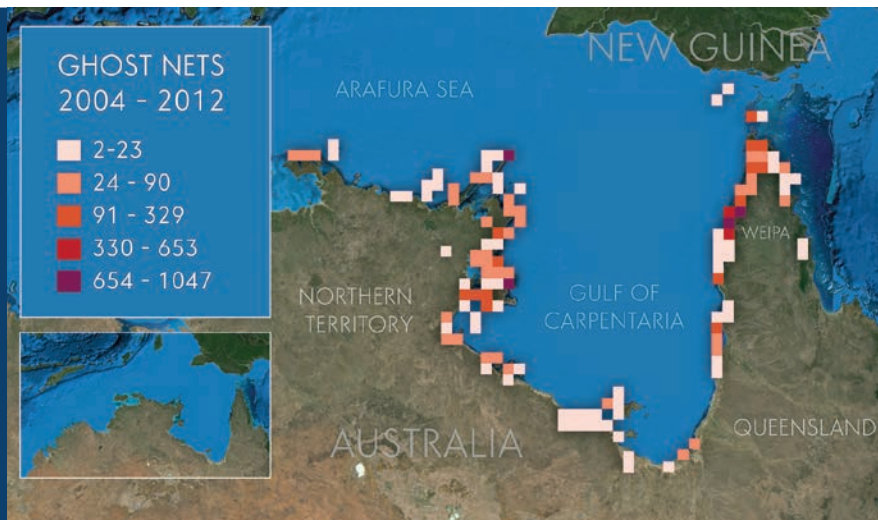 GHOST NETS
2004 - 2012
2-23
24 - 90
91 - 329
330 - 653
654 - 1047
NEW GUINEA
ARAFURA SEA
WEIPA
NORTHERN
TERRITORY
GULF OF
CARPENTARIA
AUSTRALIA
QUEENSLAND